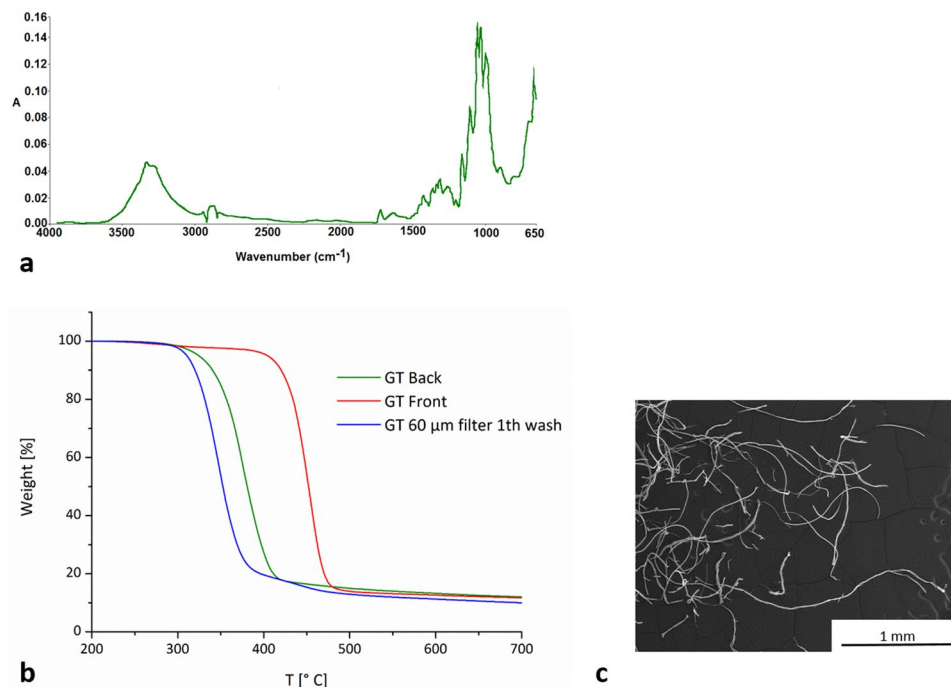 0.16
0.14
0.12
0.10
A
0.08
0.06
0.04
0.02
0.00
4000 3500 3000 2500 2000 1500 1000 650
Wavenumber (cm-1)
a
100
80
60
40
20
0
Weight [%]
GT Back
GT Front
GT 60 μm filter 1th wash
200 300 400 500 600 700
T [° C]
b
1 mm
c